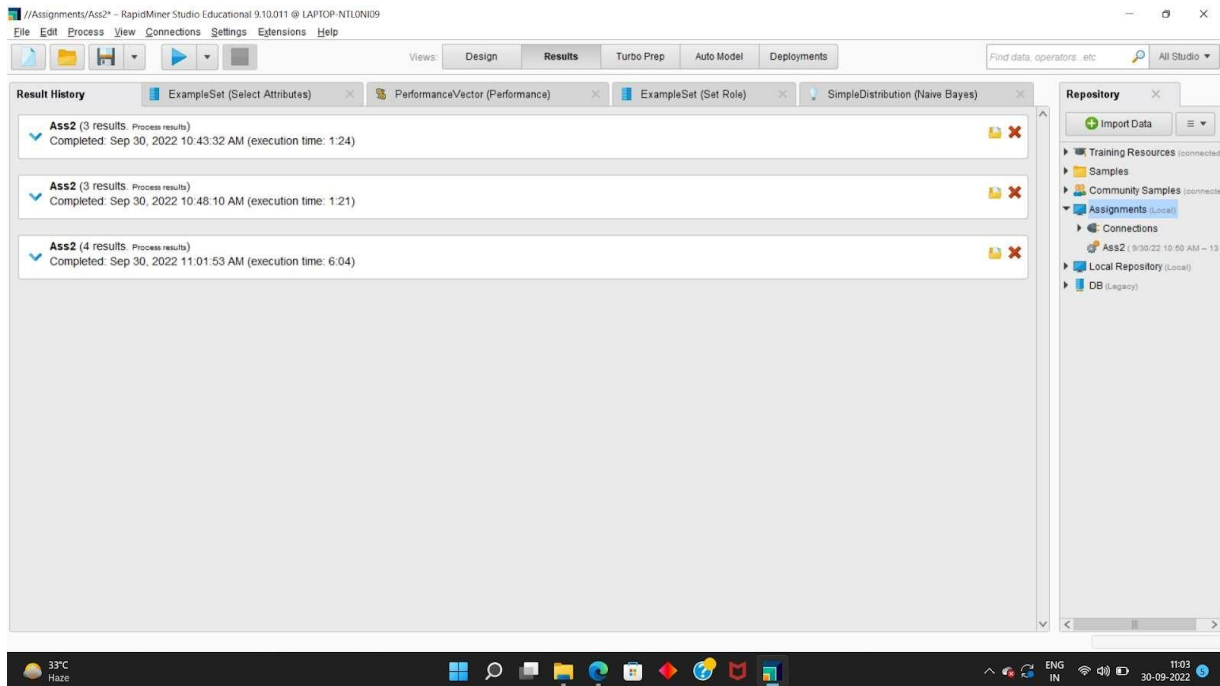 //Assignments/Ass2* – RapidMiner Studio Educational 9.10.011 @ LAPTOP-NTL0NI09
File Edit Process View Connections Settings Extensions Help
Views: Design Results Turbo Prep Auto Model Deployments
Find data, operators...etc All Studio
Result History
ExampleSet (Select Attributes)
PerformanceVector (Performance)
ExampleSet (Set Role)
SimpleDistribution (Naive Bayes)
Ass2 (3 results. Process results)
Completed: Sep 30, 2022 10:43:32 AM (execution time: 1:24)
Ass2 (3 results. Process results)
Completed: Sep 30, 2022 10:48:10 AM (execution time: 1:21)
Ass2 (4 results. Process results)
Completed: Sep 30, 2022 11:01:53 AM (execution time: 6:04)
Repository
Import Data
Training Resources (connected
Samples
Community Samples (connecte
Assignments (Local)
Connections
Ass2 (9/30/22 10:50 AM – 13
Local Repository (Local)
DB (Legacy)
33°C
Haze
ENG
IN
11:03
30-09-2022